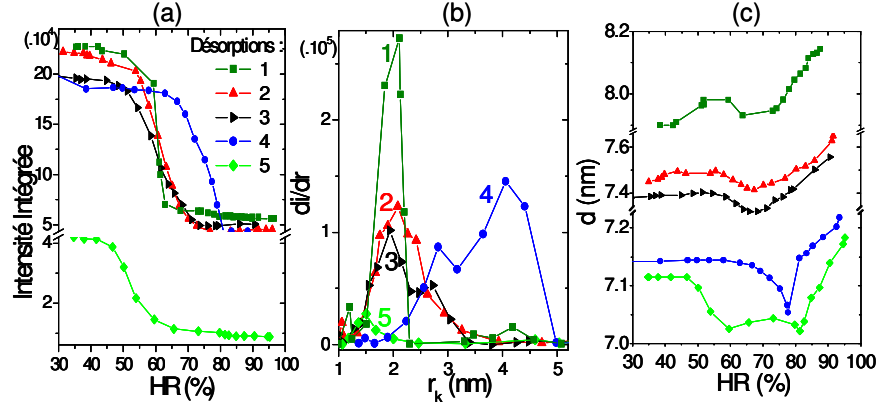 (a)
(.10⁴)
20
15
10
5
4
2
30 40 50 60 70 80 90 100
HR (%)
Intensité Intégrée
Désorptions :
1
2
3
4
5
(b)
(.10⁵)
3
2
1
0
1 2 3 4 5
r_k (nm)
di/dr
1
2
3
4
5
(c)
8.2
8.0
7.6
7.4
7.1
7.0
30 40 50 60 70 80 90 100
HR (%)
d (nm)